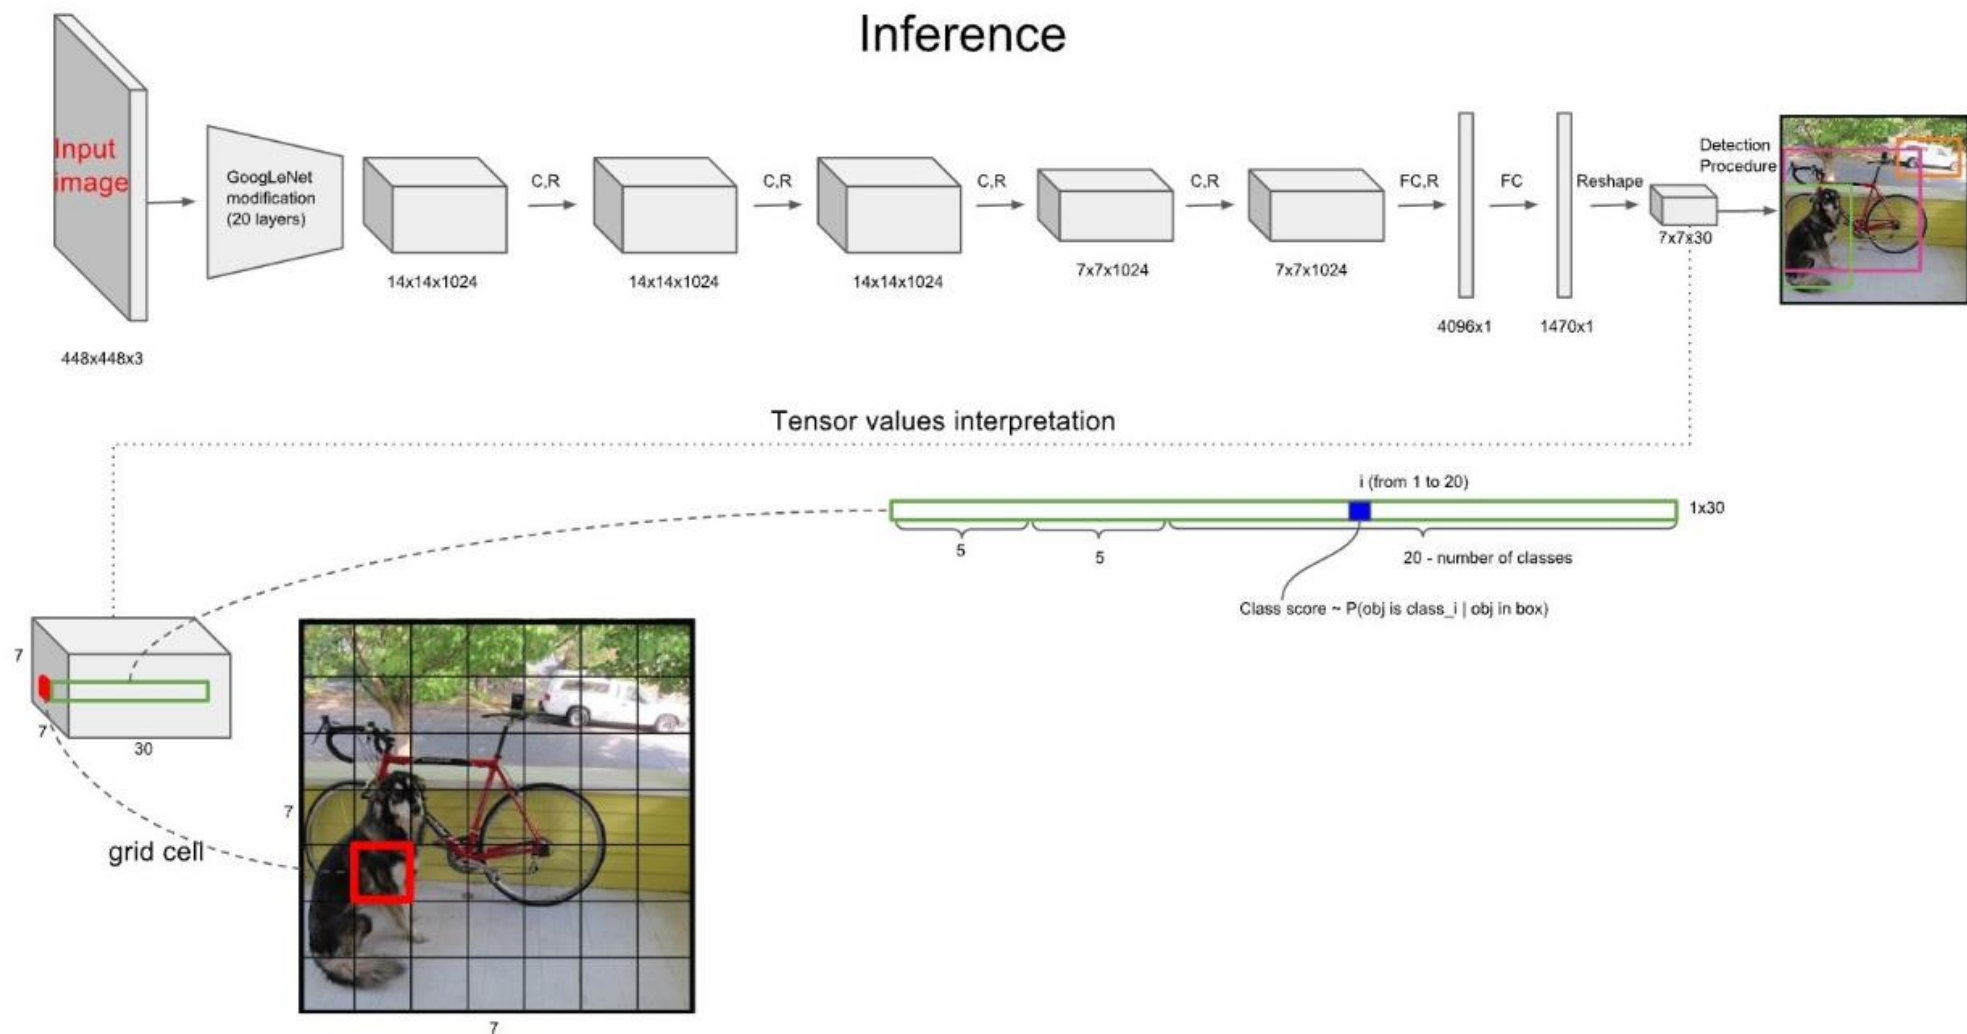 Inference
Input
image
448x448x3
GoogLeNet
modification
(20 layers)
14x14x1024
C,R
14x14x1024
C,R
14x14x1024
C,R
7x7x1024
C,R
7x7x1024
FC,R
4096x1
FC
1470x1
Reshape
7x7x30
Detection
Procedure
Tensor values interpretation
i (from 1 to 20)
1x30
5
5
20 - number of classes
Class score ~ P(obj is class_i | obj in box)
7
7
30
grid cell
7
7